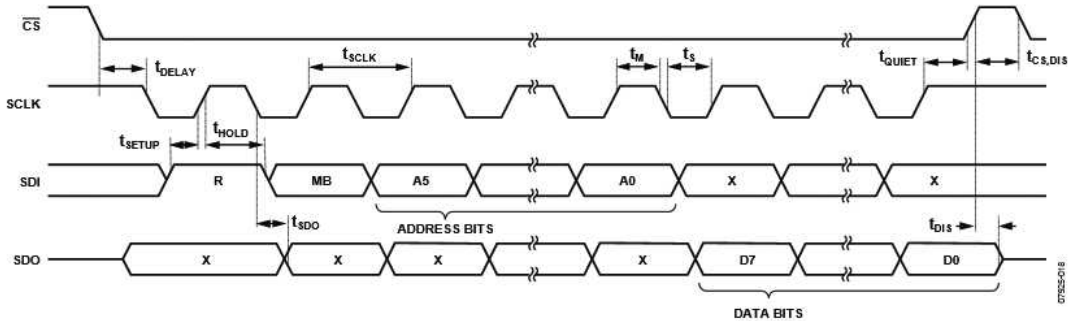 CS
tDELAY
tSCLK
tM
tS
tQUIET
tCS,DIS
SCLK
tSETUP
tHOLD
SDI
R
MB
A5
A0
X
X
tSDO
ADDRESS BITS
tDIS
SDO
X
X
X
X
D7
D0
DATA BITS
07925-018